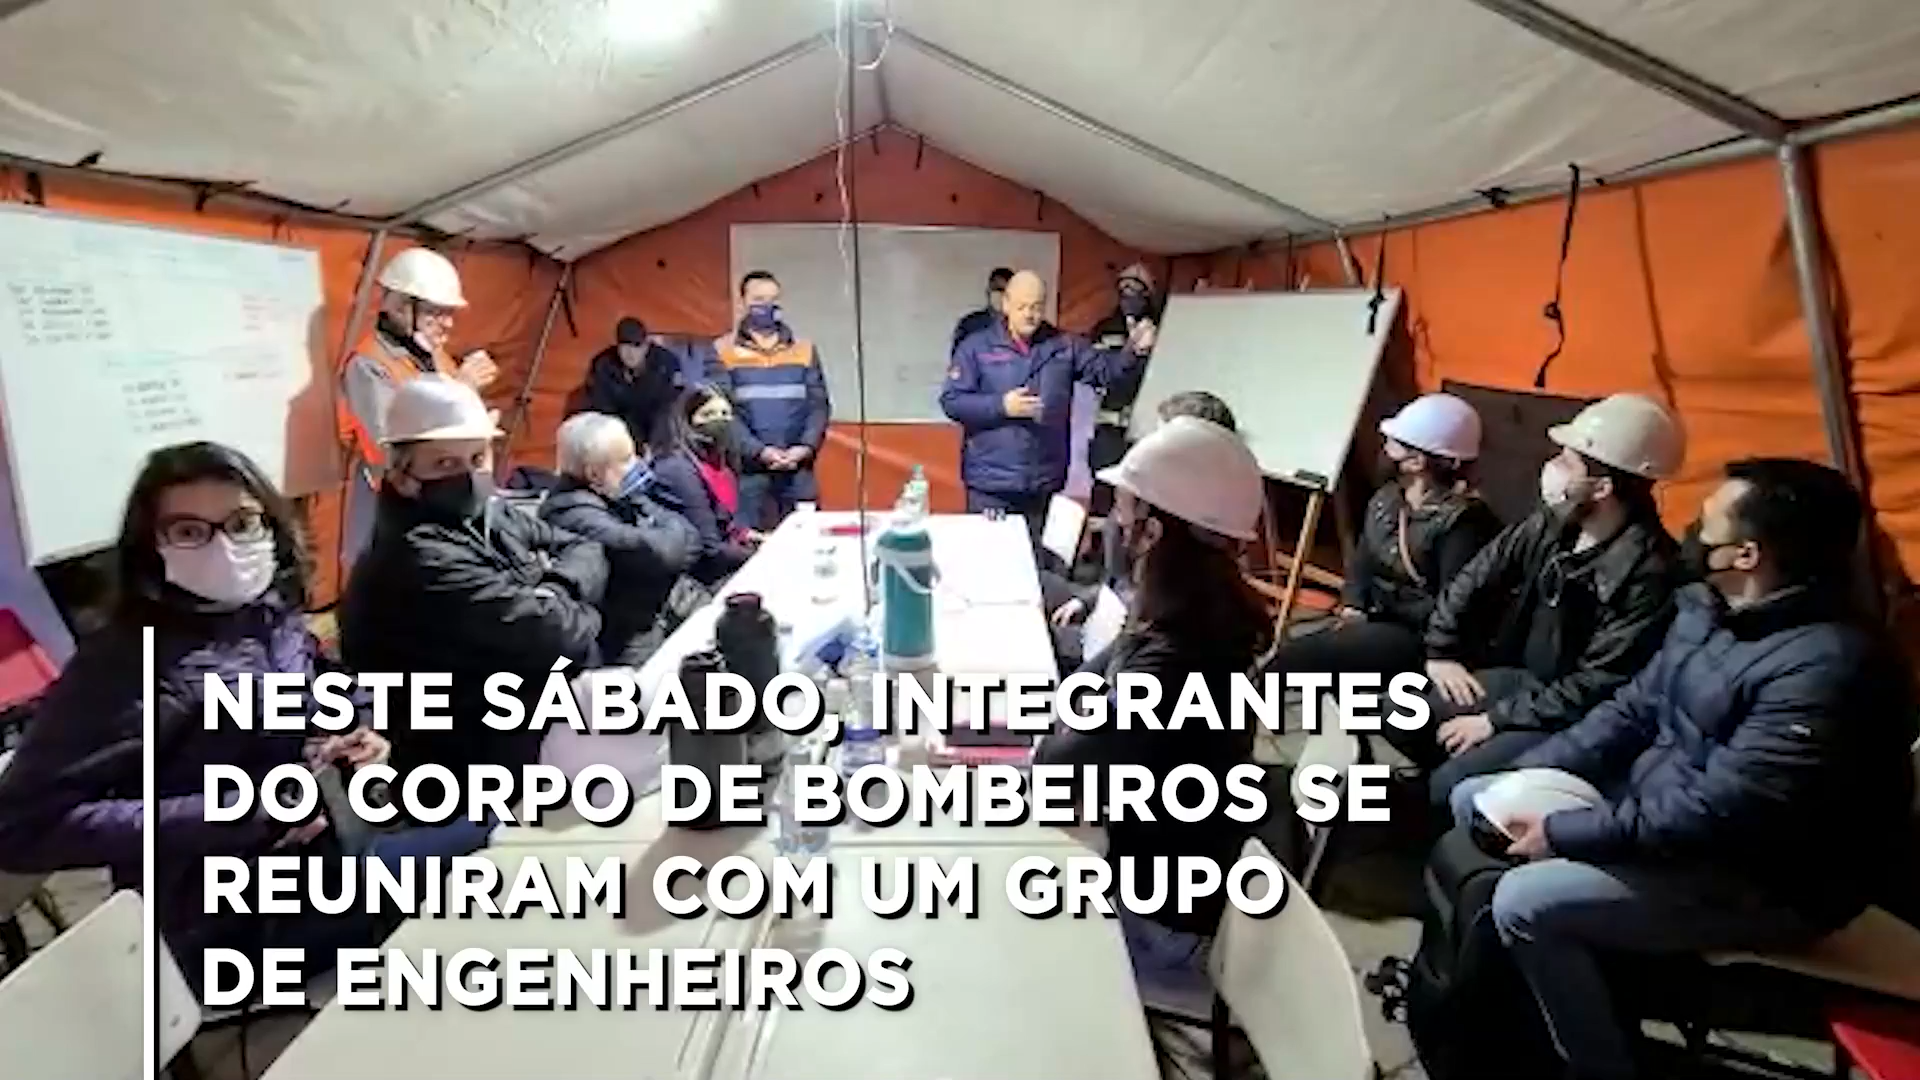 NESTE SÁBADO, INTEGRANTES
DO CORPO DE BOMBEIROS SE
REUNIRAM COM UM GRUPO
DE ENGENHEIROS